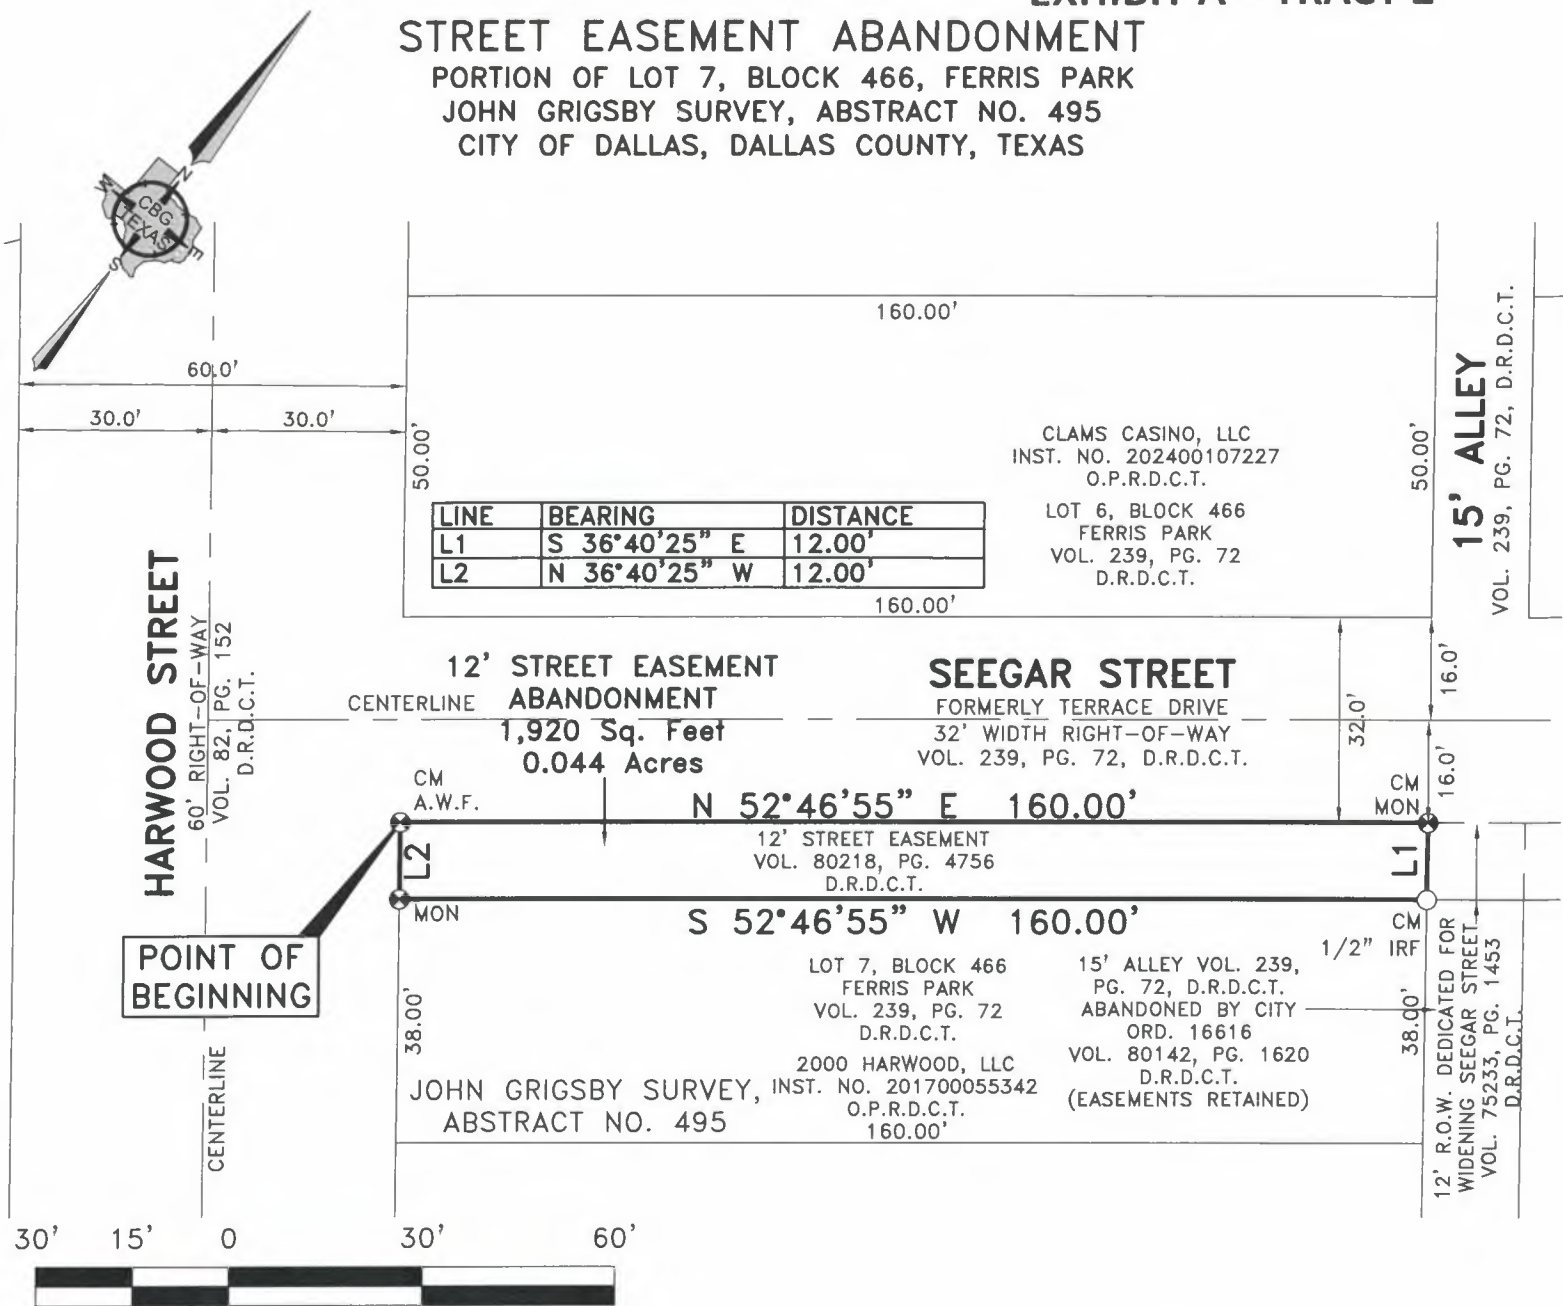 STREET EASEMENT ABANDONMENT
PORTION OF LOT 7, BLOCK 466, FERRIS PARK
JOHN GRIGSBY SURVEY, ABSTRACT NO. 495
CITY OF DALLAS, DALLAS COUNTY, TEXAS
N
W
CBG
TEXAS
E
S
160.00'
60.0'
30.0'
30.0'
50.00'
CLAMS CASINO, LLC
INST. NO. 202400107227
O.P.R.D.C.T.
LOT 6, BLOCK 466
FERRIS PARK
VOL. 239, PG. 72
D.R.D.C.T.
50.00'
15' ALLEY
VOL. 239, PG. 72, D.R.D.C.T.
LINE BEARING DISTANCE
L1 S 36°40'25" E 12.00'
L2 N 36°40'25" W 12.00'
160.00'
HARWOOD STREET
60' RIGHT-OF-WAY
VOL. 82, PG. 152
D.R.D.C.T.
12' STREET EASEMENT
ABANDONMENT
1,920 Sq. Feet
0.044 Acres
CENTERLINE
SEEGAR STREET
FORMERLY TERRACE DRIVE
32' WIDTH RIGHT-OF-WAY
VOL. 239, PG. 72, D.R.D.C.T.
32.0'
16.0'
16.0'
CM
A.W.F.
N 52°46'55" E 160.00'
CM
MON
12' STREET EASEMENT
VOL. 80218, PG. 4756
D.R.D.C.T.
L2
L1
MON
S 52°46'55" W 160.00'
CM
1/2" IRF
POINT OF
BEGINNING
LOT 7, BLOCK 466
FERRIS PARK
VOL. 239, PG. 72
D.R.D.C.T.
2000 HARWOOD, LLC
INST. NO. 201700055342
O.P.R.D.C.T.
160.00'
15' ALLEY VOL. 239,
PG. 72, D.R.D.C.T.
ABANDONED BY CITY
ORD. 16616
VOL. 80142, PG. 1620
D.R.D.C.T.
(EASEMENTS RETAINED)
38.00'
38.00'
12' R.O.W. DEDICATED FOR
WIDENING SEEGAR STREET
VOL. 75233, PG. 1453
D.R.D.C.T.
JOHN GRIGSBY SURVEY,
ABSTRACT NO. 495
CENTERLINE
30' 15' 0 30' 60'